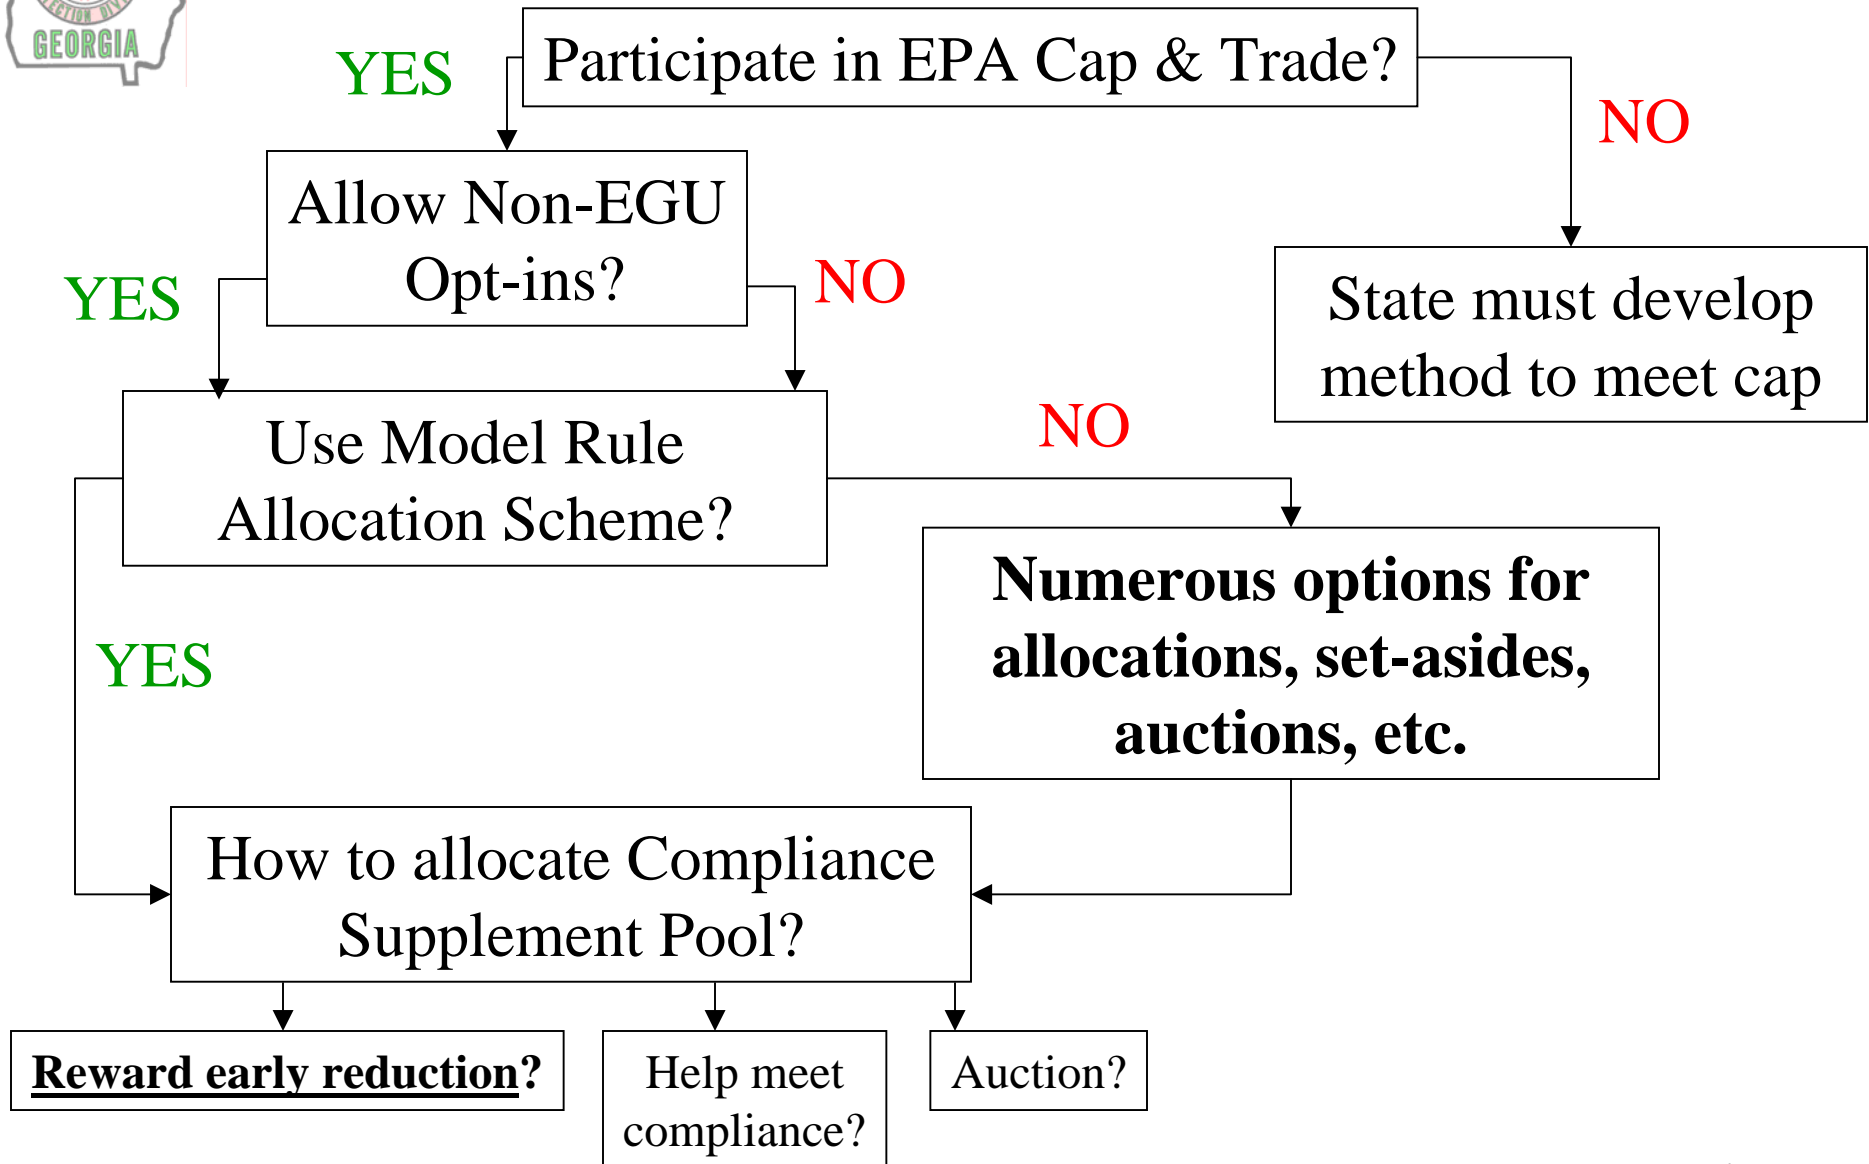 ECTION DIV
GEORGIA
Participate in EPA Cap & Trade?
YES
NO
Allow Non-EGU
Opt-ins?
YES
NO
State must develop
method to meet cap
Use Model Rule
Allocation Scheme?
NO
YES
Numerous options for
allocations, set-asides,
auctions, etc.
How to allocate Compliance
Supplement Pool?
Reward early reduction?
Help meet
compliance?
Auction?